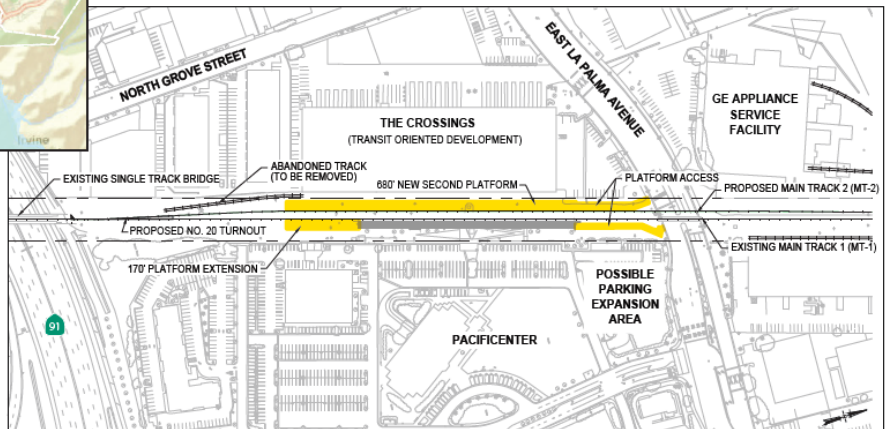 Irvine
NORTH GROVE STREET
EAST LA PALMA AVENUE
THE CROSSINGS
(TRANSIT ORIENTED DEVELOPMENT)
GE APPLIANCE
SERVICE
FACILITY
EXISTING SINGLE TRACK BRIDGE
ABANDONED TRACK
(TO BE REMOVED)
680' NEW SECOND PLATFORM
PLATFORM ACCESS
PROPOSED MAIN TRACK 2 (MT-2)
PROPOSED NO. 20 TURNOUT
EXISTING MAIN TRACK 1 (MT-1)
170' PLATFORM EXTENSION
POSSIBLE
PARKING
EXPANSION
AREA
91
PACIFICENTER